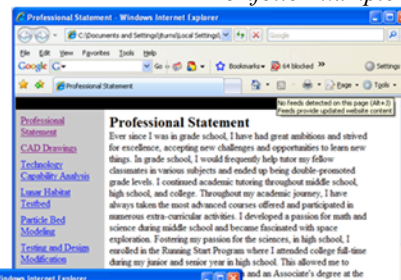 Professional Statement - Windows Internet Explorer
Google
File Edit View Favorites Tools Help
Google G Go Bookmarks 64 blocked Settings
Professional Statement Page Tools
No feeds detected on this page (Alt+J)
Feeds provide updated website content
Professional Statement
CAD Drawings
Technology Capability Analysis
Lunar Habitat Testbed
Particle Bed Modeling
Testing and Design Modification
Professional Statement
Ever since I was in grade school, I have had great ambitions and strived
for excellence, accepting new challenges and opportunities to learn new
things. In grade school, I would frequently help tutor my fellow
classmates in various subjects and ended up being double-promoted
grade levels. I continued academic tutoring throughout middle school,
high school, and college. Throughout my academic journey, I have
always taken the most advanced courses offered and participated in
numerous extra-curricular activities. I developed a passion for math and
science during middle school and became fascinated with space
exploration. Fostering my passion for the sciences, in high school, I
enrolled in the Running Start Program where I attended college full-time
during my junior and senior year in high school. This allowed me to
and an Associate's degree at the
Windows Internet Explorer